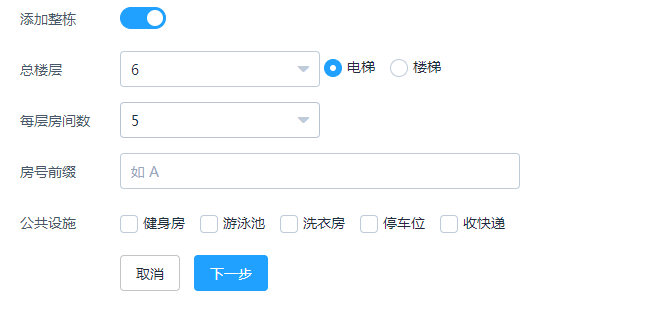 添加整栋
总楼层 6 电梯 楼梯
每层房间数 5
房号前缀 如 A
公共设施 健身房 游泳池 洗衣房 停车位 收快递
取消 下一步